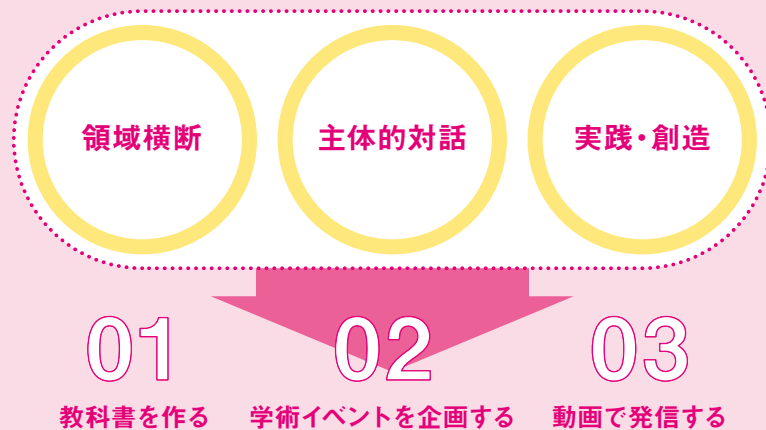 領域横断
主体的対話
実践・創造
01
02
03
教科書を作る
学術イベントを企画する
動画で発信する